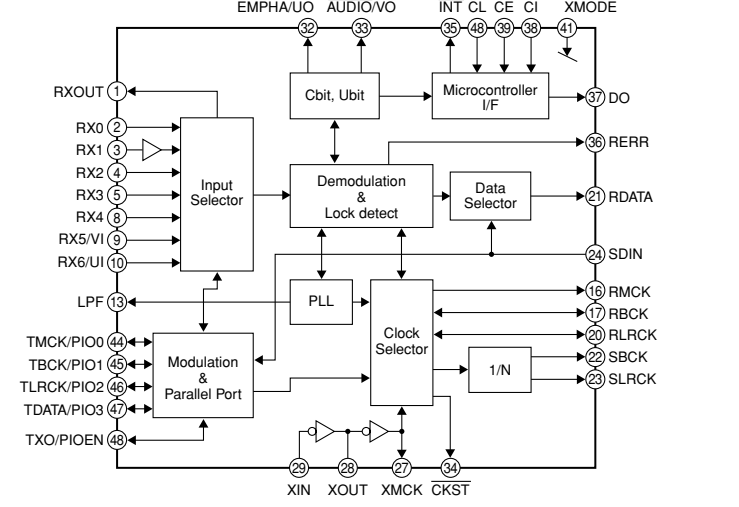 EMPHA/UO AUDIO/VO INT CL CE CI XMODE
32 33 35 48 39 38 41
RXOUT 1
Cbit, Ubit
Microcontroller
I/F
37 DO
RX0 2
RX1 3
RX2 4
RX3 5
RX4 8
RX5/VI 9
RX6/UI 10
Input
Selector
36 RERR
Demodulation
&
Lock detect
Data
Selector
21 RDATA
24 SDIN
LPF 13
PLL
Clock
Selector
16 RMCK
17 RBCK
20 RLRCK
22 SBCK
23 SLRCK
1/N
TMCK/PIO0 44
TBCK/PIO1 45
TLRCK/PIO2 46
TDATA/PIO3 47
TXO/PIOEN 48
Modulation
&
Parallel Port
29 28 27 34
XIN XOUT XMCK CKST